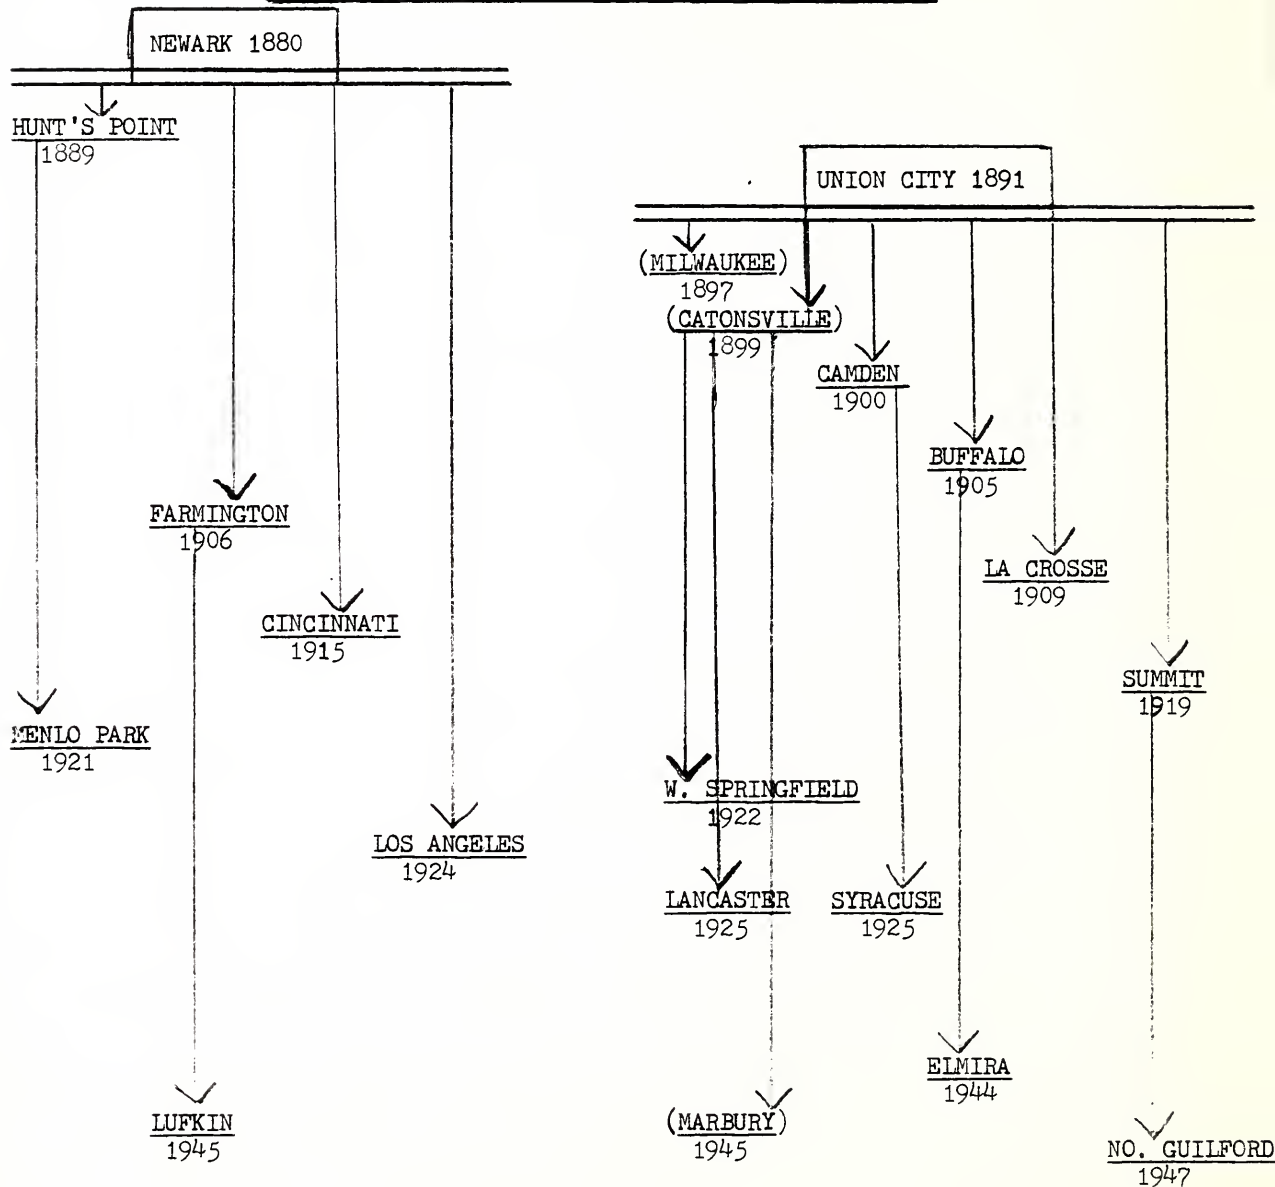 NEWARK 1880
HUNT'S POINT
1889
FARMINGTON
1906
CINCINNATI
1915
MENLO PARK
1921
LOS ANGELES
1924
LUFKIN
1945
UNION CITY 1891
(MILWAUKEE)
1897
(CATONSVILLE)
1899
CAMDEN
1900
BUFFALO
1905
LA CROSSE
1909
SUMMIT
1919
W. SPRINGFIELD
1922
LANCASTER
1925
SYRACUSE
1925
ELMIRA
1944
(MARBURY)
1945
NO. GUILFORD
1947